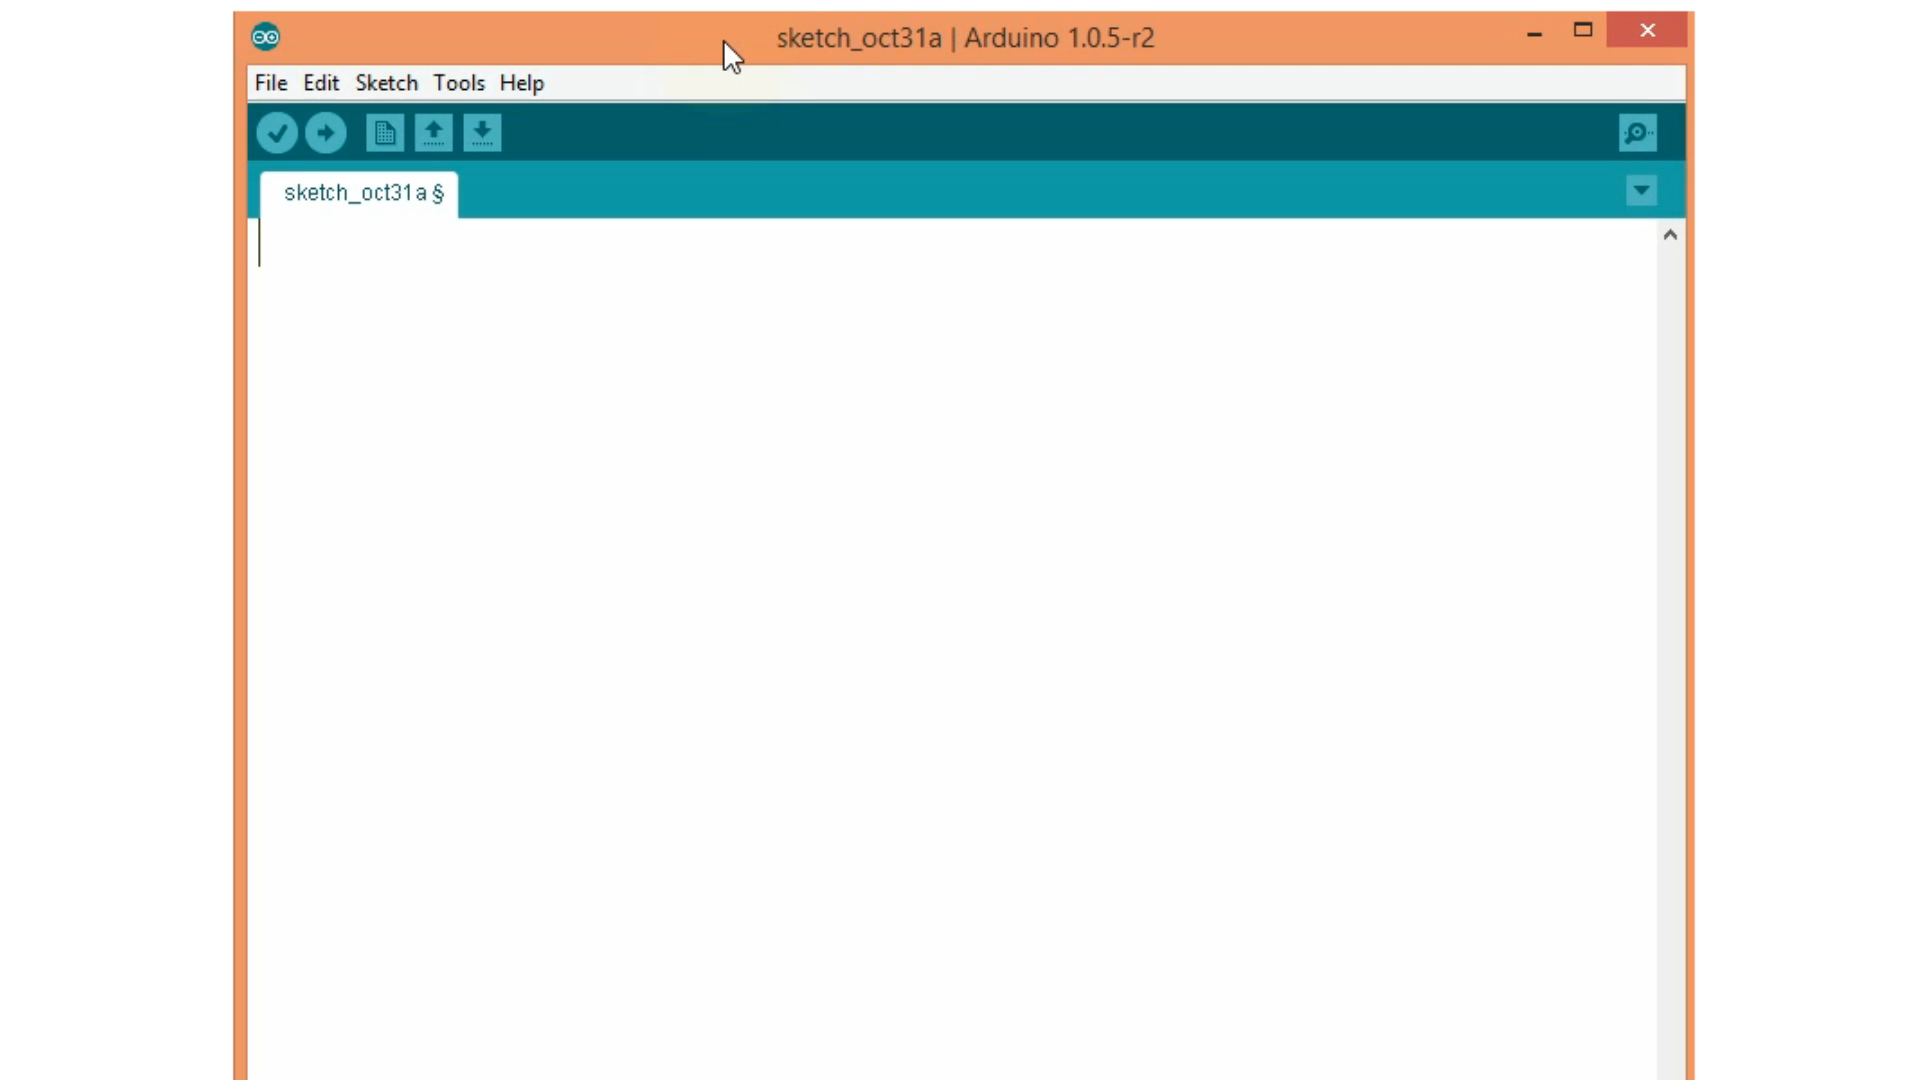 sketch_oct31a | Arduino 1.0.5-r2
File Edit Sketch Tools Help
sketch_oct31a §